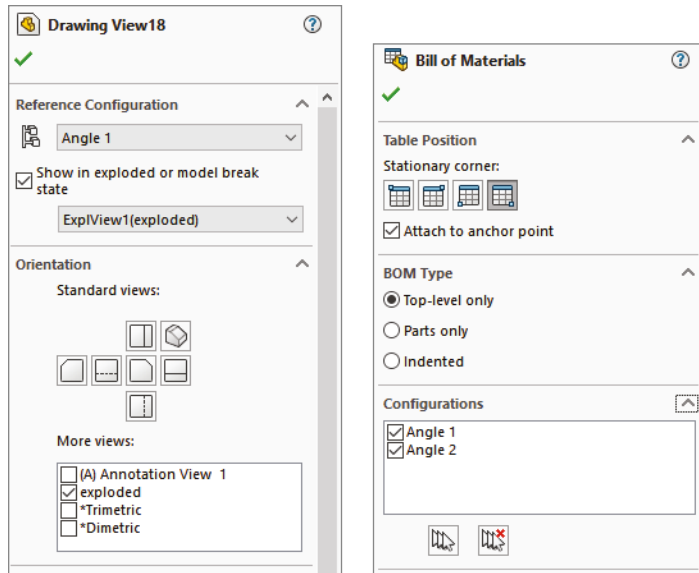 Drawing View18
Reference Configuration
Angle 1
Show in exploded or model break
state
ExplView1(exploded)
Orientation
Standard views:
More views:
(A) Annotation View 1
exploded
*Trimetric
*Dimetric
Bill of Materials
Table Position
Stationary corner:
Attach to anchor point
BOM Type
Top-level only
Parts only
Indented
Configurations
Angle 1
Angle 2